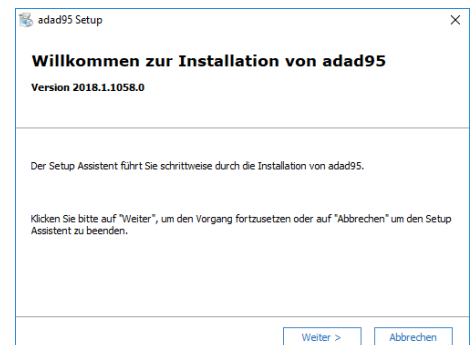 adad95 Setup
Willkommen zur Installation von adad95
Version 2018.1.1058.0
Der Setup Assistent führt Sie schrittweise durch die Installation von adad95.
Klicken Sie bitte auf "Weiter", um den Vorgang fortzusetzen oder auf "Abbrechen" um den Setup
Assistent zu beenden.
Weiter >
Abbrechen